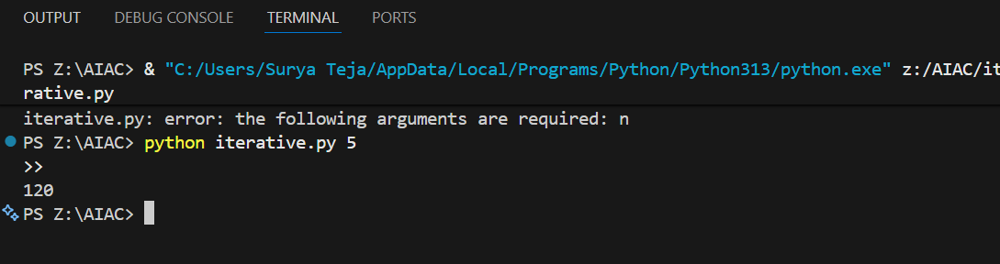 OUTPUT DEBUG CONSOLE TERMINAL PORTS
PS Z:\AIAC> & "C:/Users/Surya Teja/AppData/Local/Programs/Python/Python313/python.exe" z:/AIAC/it
rative.py
iterative.py: error: the following arguments are required: n
PS Z:\AIAC> python iterative.py 5
>>
120
PS Z:\AIAC>